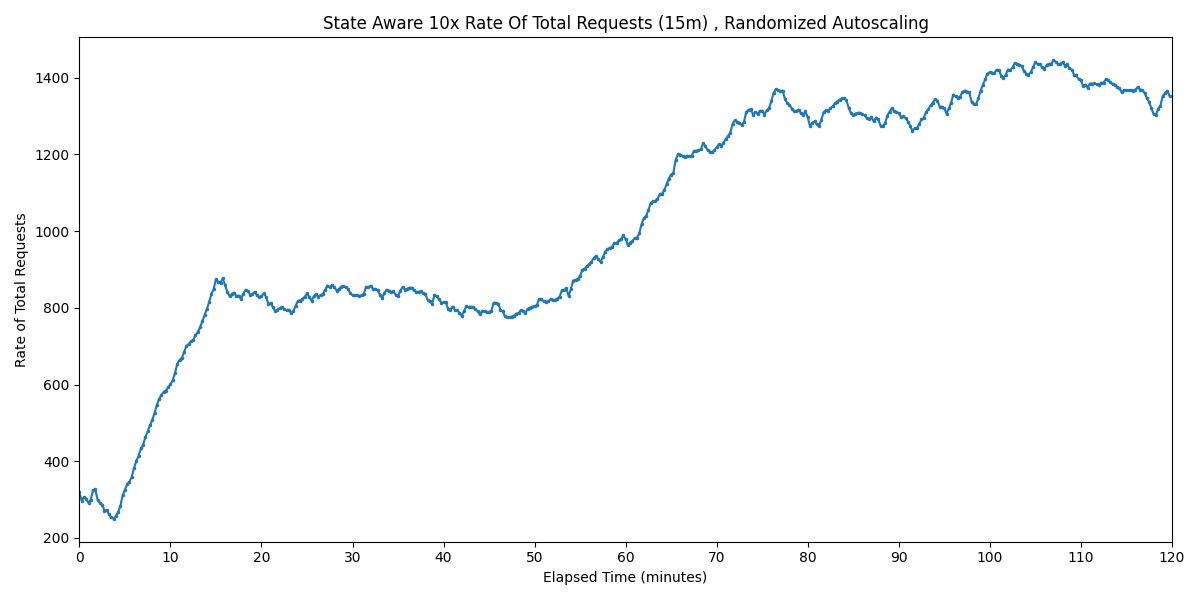 State Aware 10x Rate Of Total Requests (15m) , Randomized Autoscaling
Rate of Total Requests
1400
1200
1000
800
600
400
200
0 10 20 30 40 50 60 70 80 90 100 110 120
Elapsed Time (minutes)